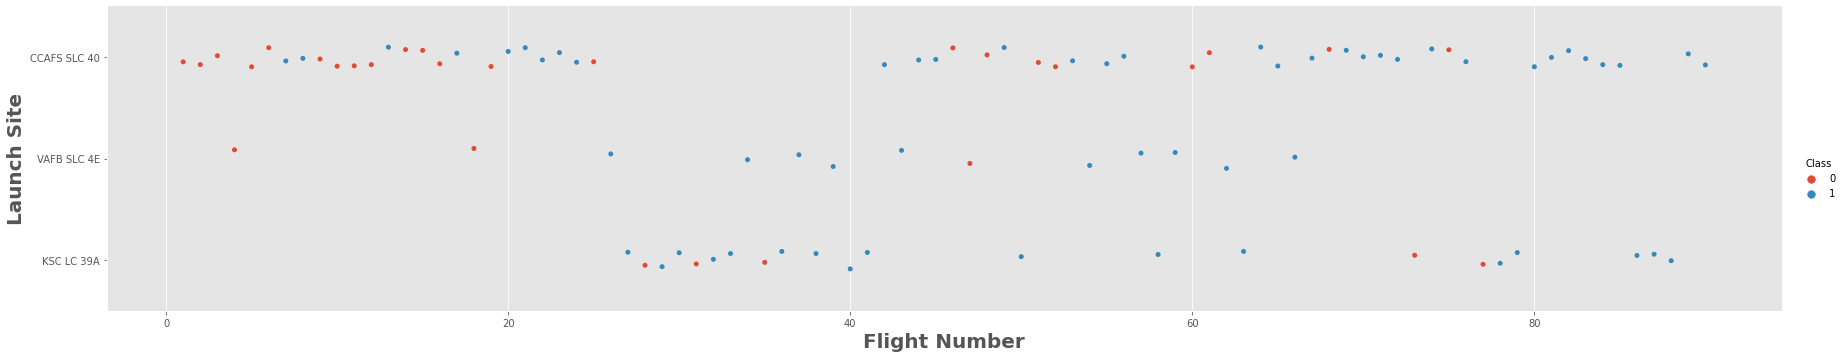 Launch Site
CCAFS SLC 40
VAFB SLC 4E
KSC LC 39A
0 20 40 60 80
Flight Number
Class
0
1